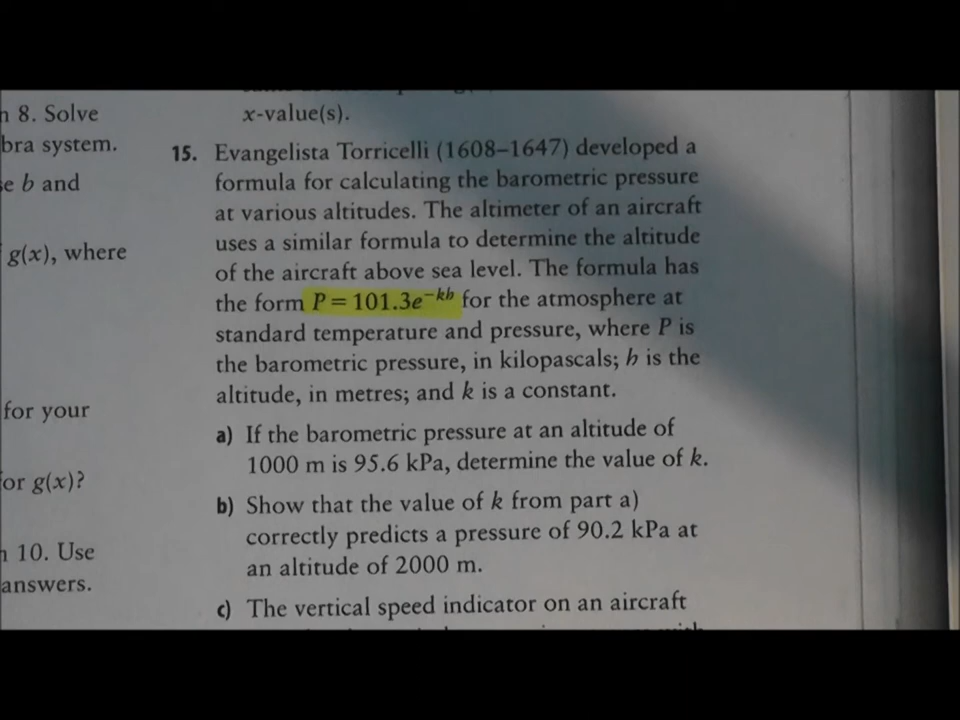 n 8. Solve
bra system.
se b and
g(x), where
for your
for g(x)?
n 10. Use
answers.
x-value(s).
15. Evangelista Torricelli (1608–1647) developed a
formula for calculating the barometric pressure
at various altitudes. The altimeter of an aircraft
uses a similar formula to determine the altitude
of the aircraft above sea level. The formula has
the form P = 101.3e^{-kh} for the atmosphere at
standard temperature and pressure, where P is
the barometric pressure, in kilopascals; h is the
altitude, in metres; and k is a constant.
a) If the barometric pressure at an altitude of
1000 m is 95.6 kPa, determine the value of k.
b) Show that the value of k from part a)
correctly predicts a pressure of 90.2 kPa at
an altitude of 2000 m.
c) The vertical speed indicator on an aircraft